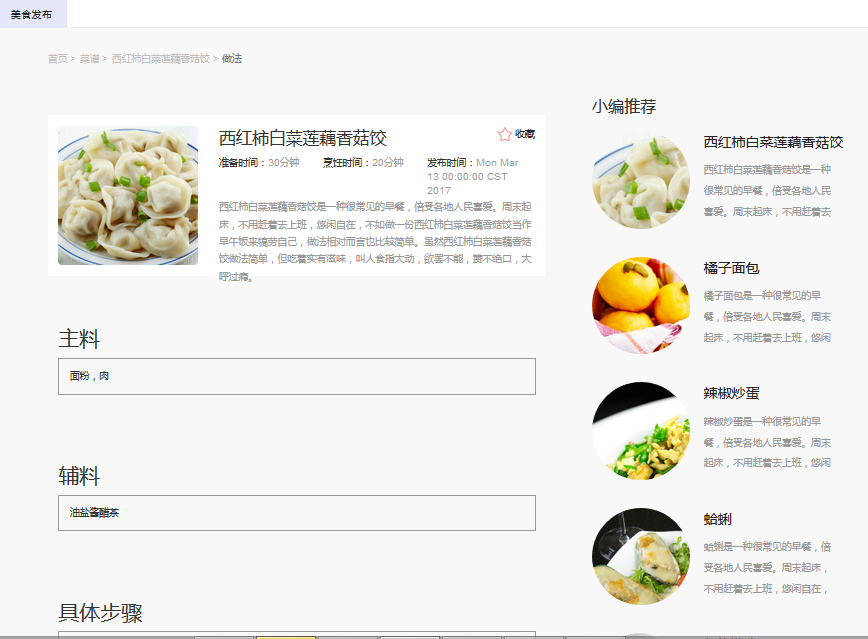 美食发布
首页 > 菜谱 > 西红柿白菜莲藕香菇饺 > 做法
西红柿白菜莲藕香菇饺
收藏
准备时间：30分钟 烹饪时间：20分钟 发布时间：Mon Mar
13 00:00:00 CST
2017
西红柿白菜莲藕香菇饺是一种很常见的早餐，倍受各地人民喜爱。周末起
床，不用赶着去上班，悠闲自在，不如做一份西红柿白菜莲藕香菇饺当作
早午饭来犒劳自己，做法相对而言也比较简单。虽然西红柿白菜莲藕香菇
饺做法简单，但吃着实有滋味，叫人食指大动，欲罢不能，赞不绝口，大
呼过瘾。
主料
面粉，肉
辅料
油盐酱醋茶
具体步骤
小编推荐
西红柿白菜莲藕香菇饺
西红柿白菜莲藕香菇饺是一种
很常见的早餐，倍受各地人民
喜爱。周末起床，不用赶着去
橘子面包
橘子面包是一种很常见的早
餐，倍受各地人民喜爱。周末
起床，不用赶着去上班，悠闲
辣椒炒蛋
辣椒炒蛋是一种很常见的早
餐，倍受各地人民喜爱。周末
起床，不用赶着去上班，悠闲
蛤蜊
蛤蜊是一种很常见的早餐，倍
受各地人民喜爱。周末起床，
不用赶着去上班，悠闲自在，